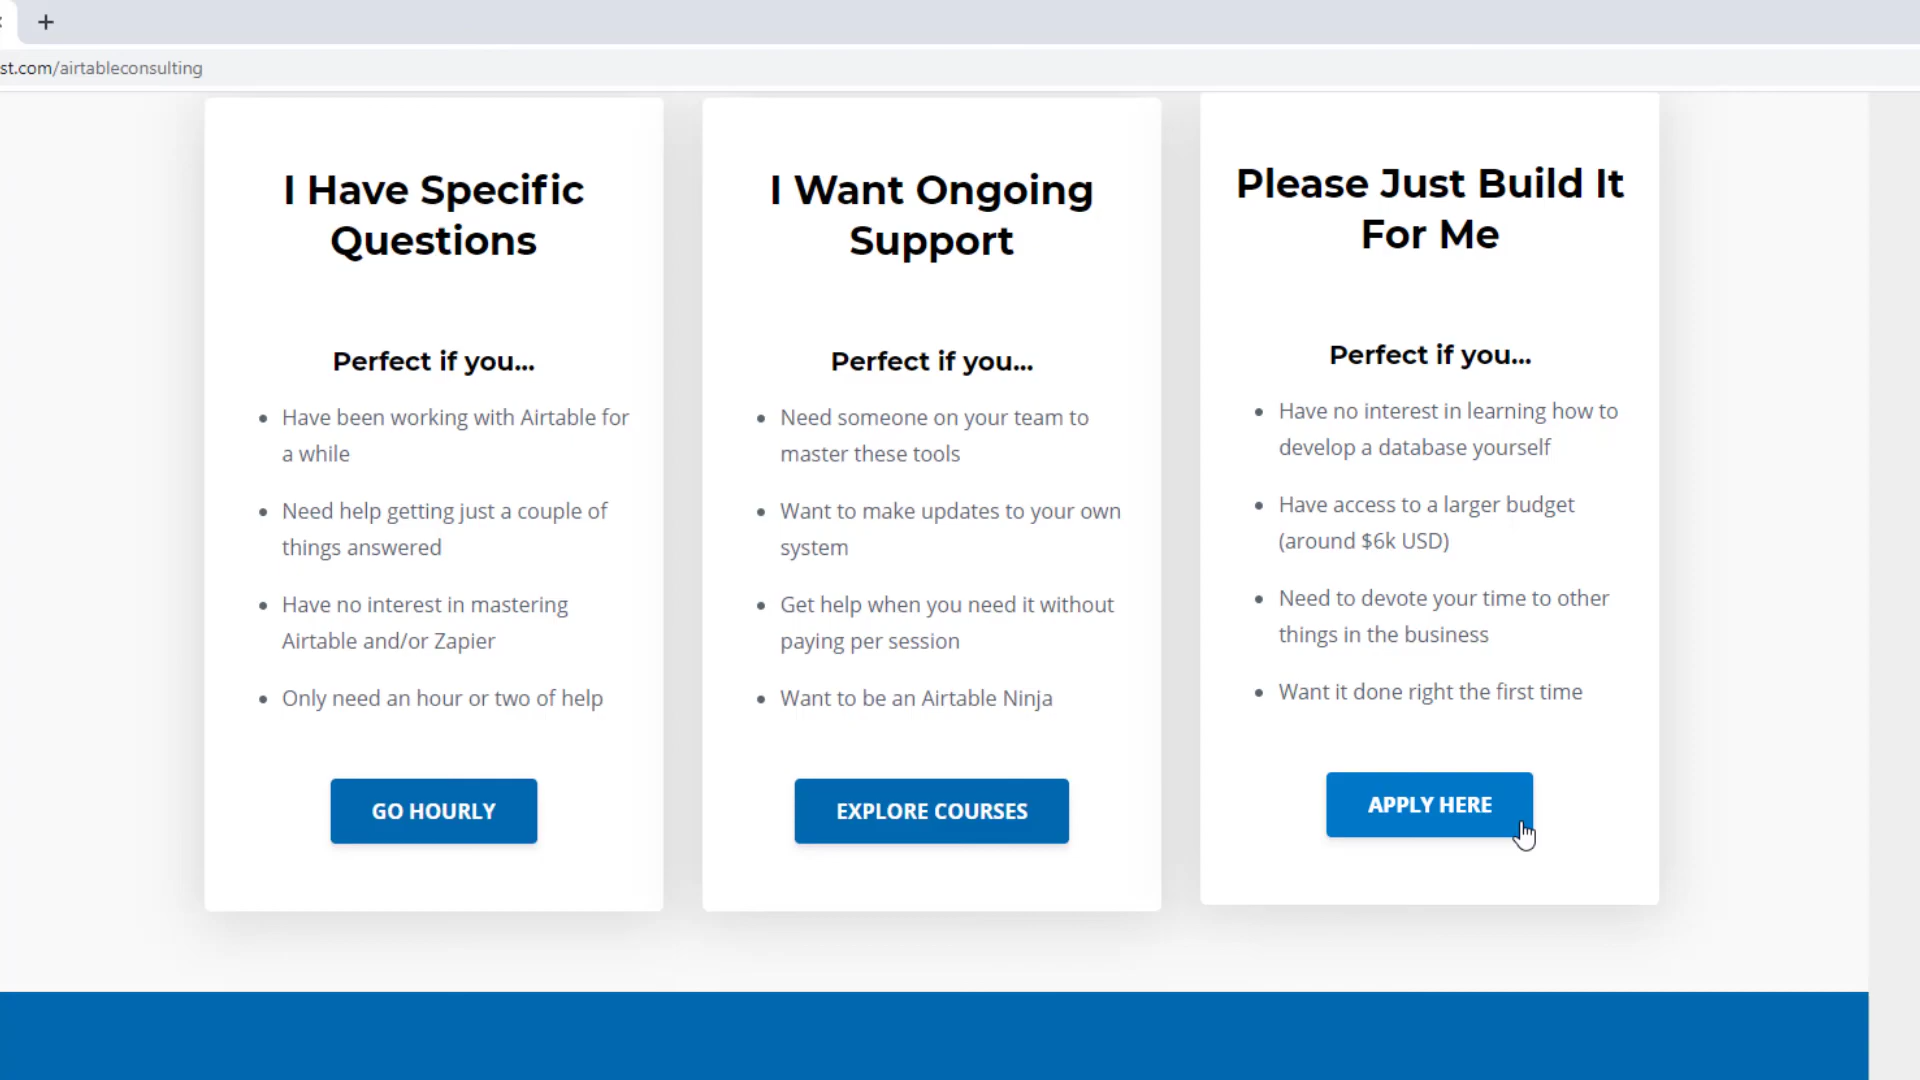 st.com/airtableconsulting
I Have Specific
Questions
Perfect if you...
Have been working with Airtable for
a while
Need help getting just a couple of
things answered
Have no interest in mastering
Airtable and/or Zapier
Only need an hour or two of help
GO HOURLY
I Want Ongoing
Support
Perfect if you...
Need someone on your team to
master these tools
Want to make updates to your own
system
Get help when you need it without
paying per session
Want to be an Airtable Ninja
EXPLORE COURSES
Please Just Build It
For Me
Perfect if you...
Have no interest in learning how to
develop a database yourself
Have access to a larger budget
(around $6k USD)
Need to devote your time to other
things in the business
Want it done right the first time
APPLY HERE